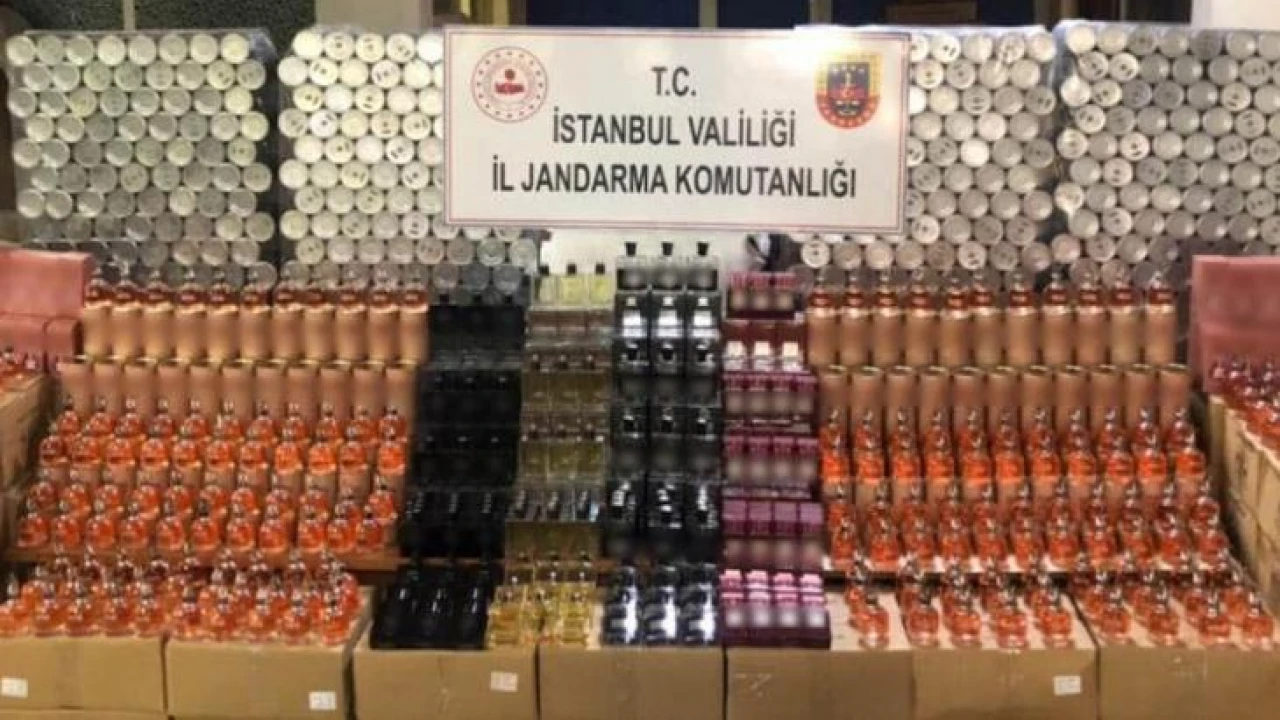 T.C.
İSTANBUL VALİLİĞİ
İL JANDARMA KOMUTANLIĞI